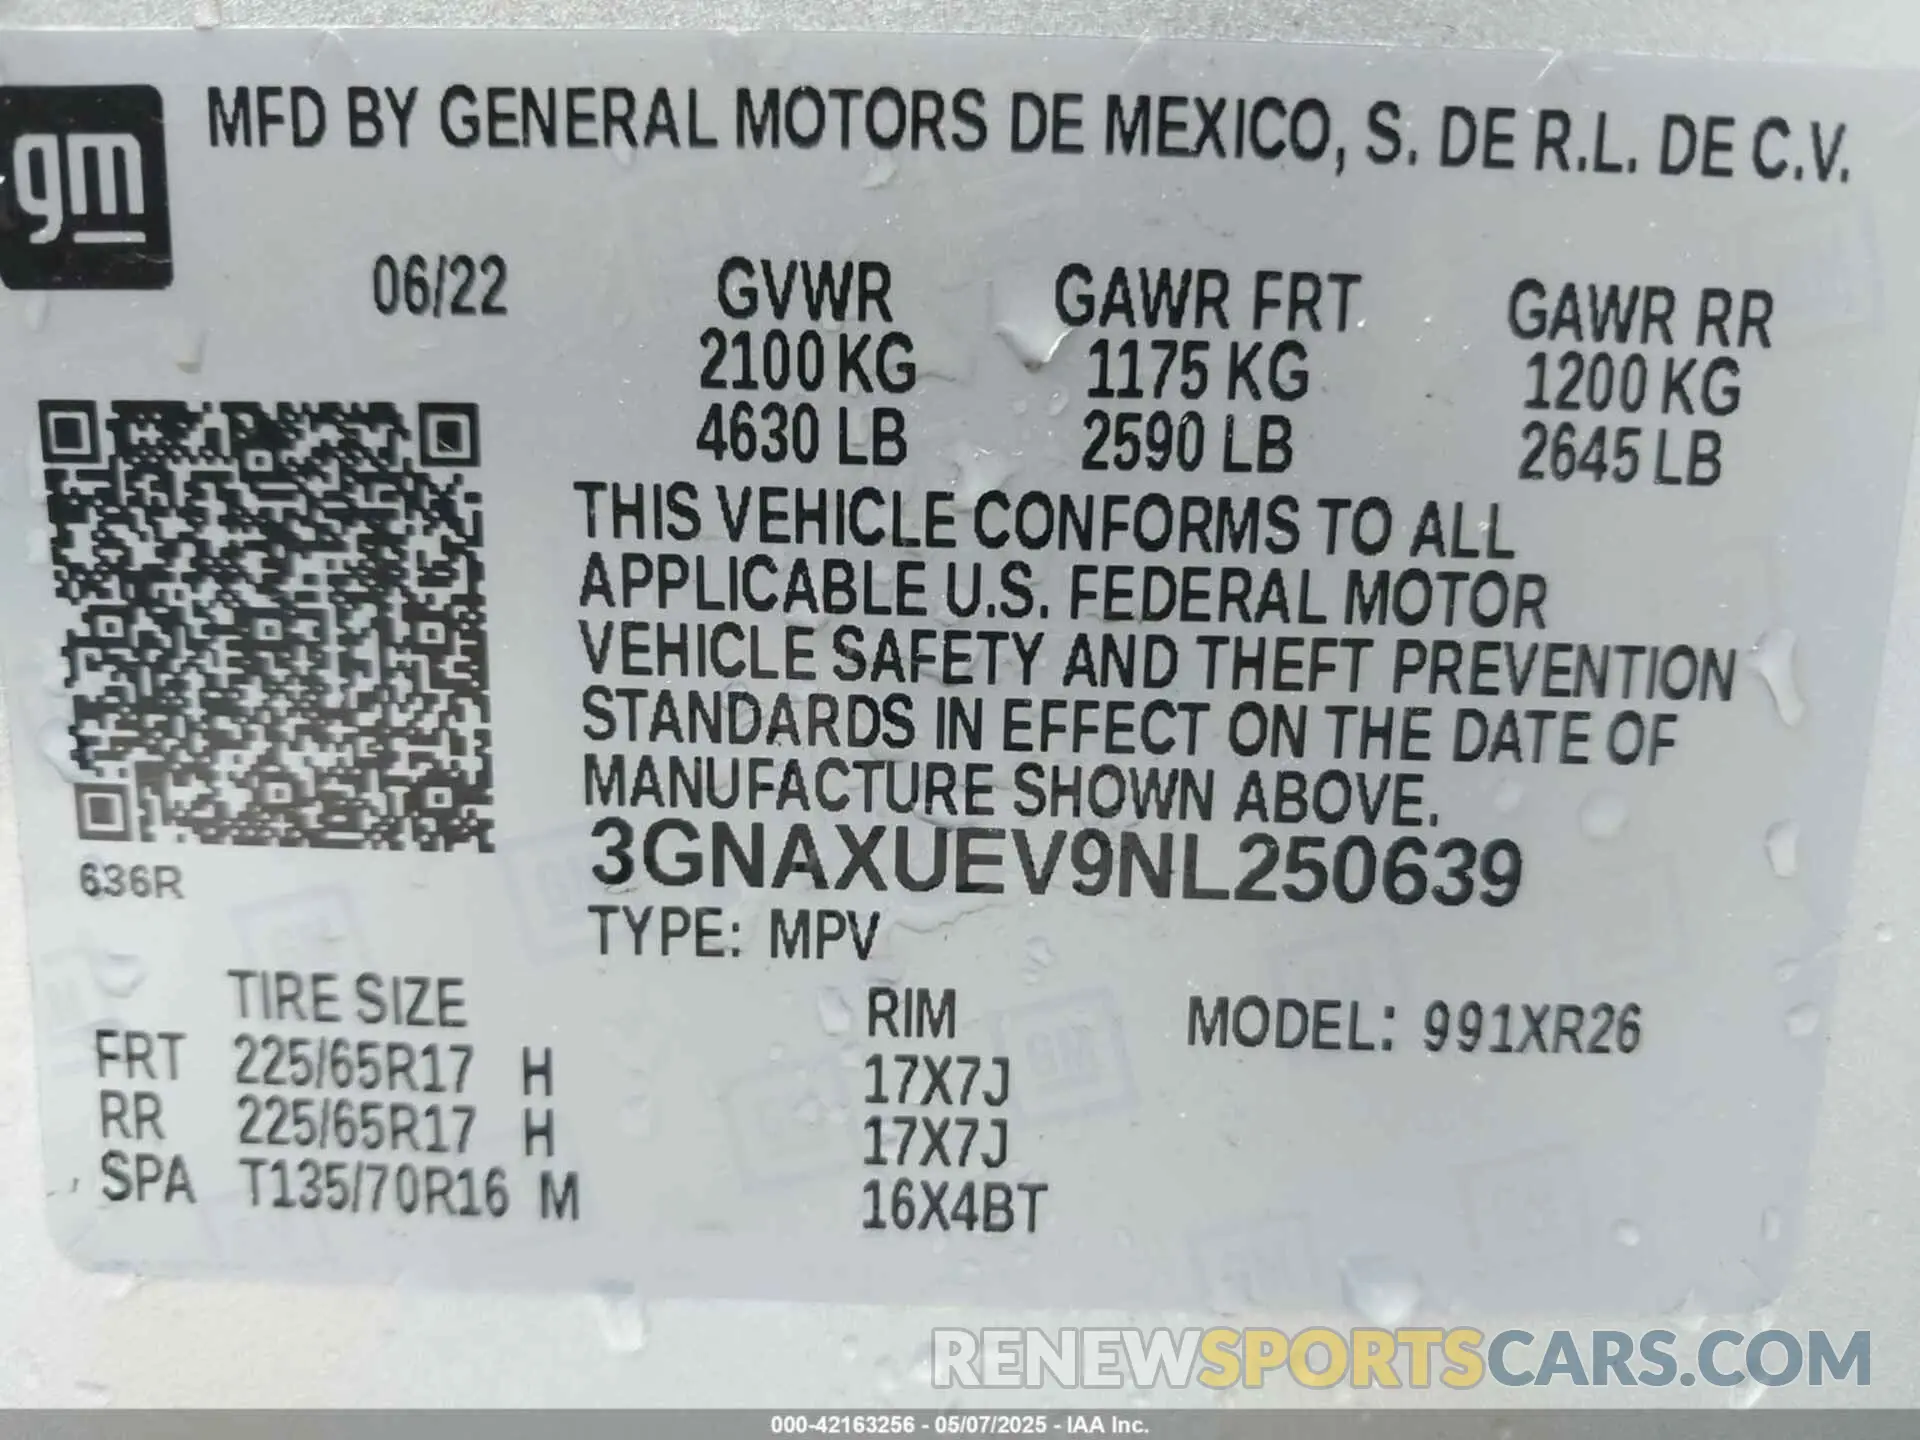 gm
MFD BY GENERAL MOTORS DE MEXICO, S. DE R.L. DE C.V.
06/22
GVWR
2100 KG
4630 LB
GAWR FRT
1175 KG
2590 LB
GAWR RR
1200 KG
2645 LB
THIS VEHICLE CONFORMS TO ALL
APPLICABLE U.S. FEDERAL MOTOR
VEHICLE SAFETY AND THEFT PREVENTION
STANDARDS IN EFFECT ON THE DATE OF
MANUFACTURE SHOWN ABOVE.
3GNAXUEV9NL250639
636R
TYPE: MPV
TIRE SIZE
RIM
MODEL: 991XR26
FRT 225/65R17 H 17X7J
RR 225/65R17 H 17X7J
SPA T135/70R16 M 16X4BT
RENEWSPORTSCARS.COM
000-42163256 - 05/07/2025 - IAA Inc.